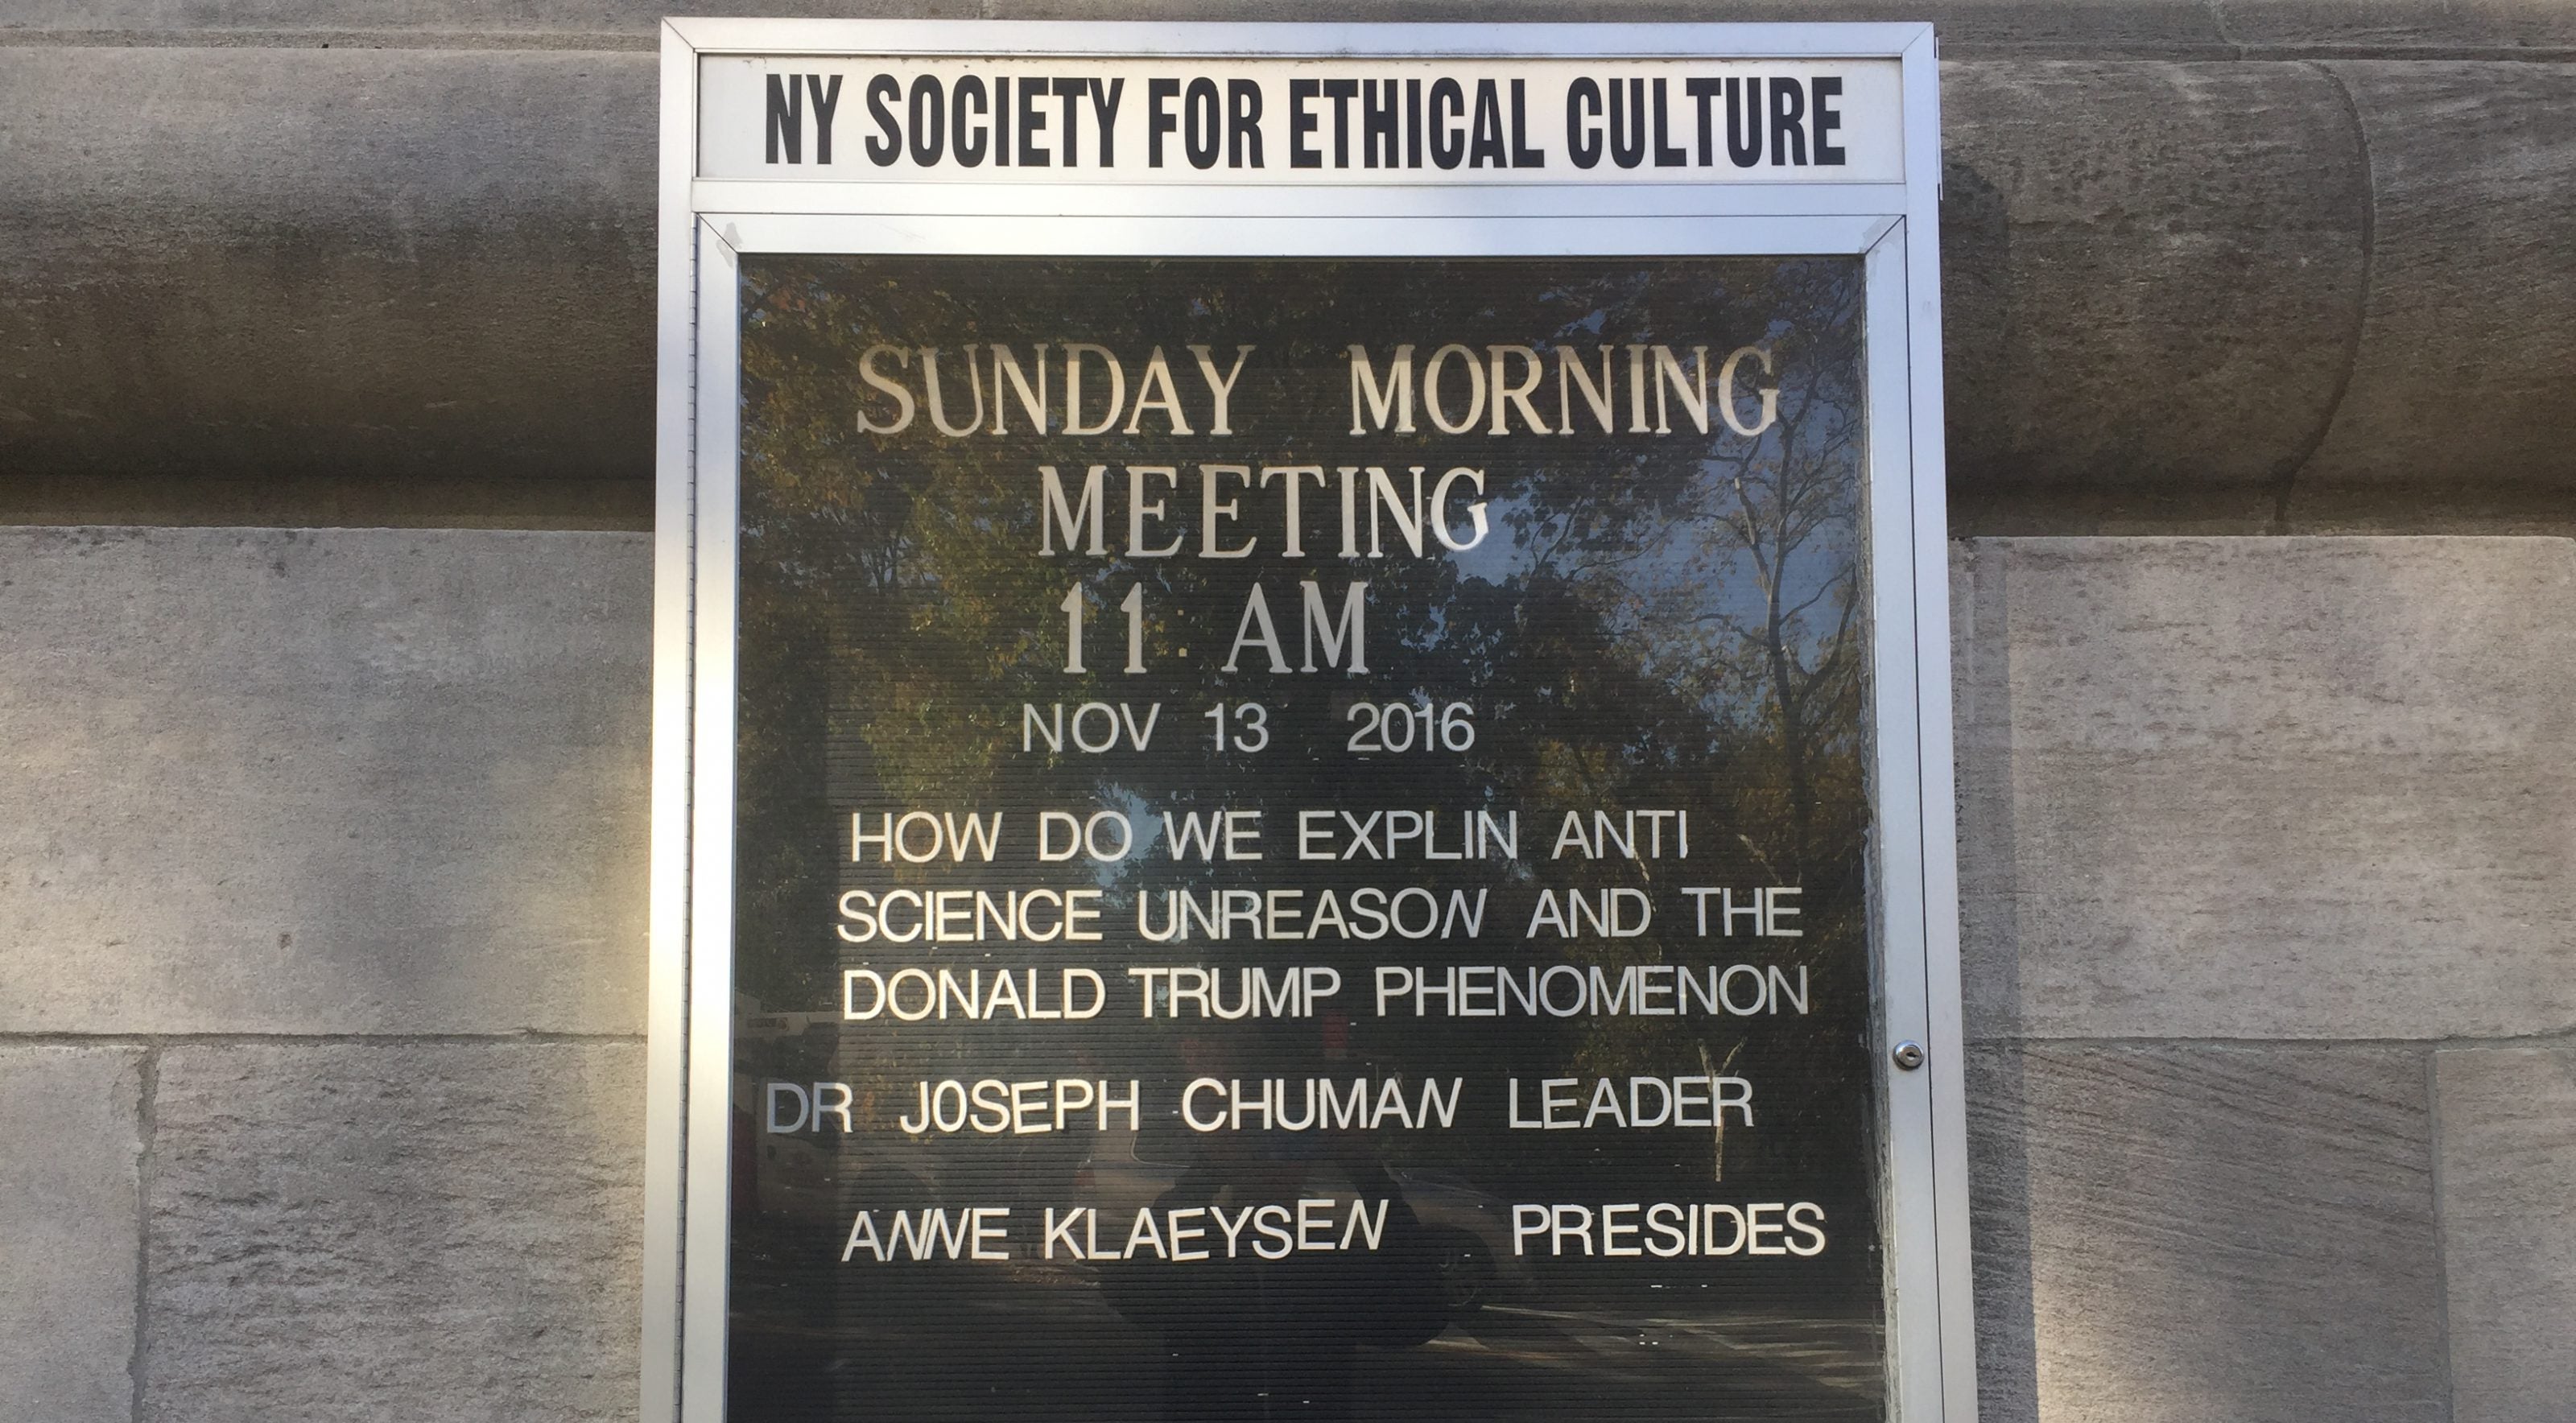 NY SOCIETY FOR ETHICAL CULTURE
SUNDAY MORNING
MEETING
11 AM
NOV 13 2016
HOW DO WE EXPLIN ANTI
SCIENCE UNREASON AND THE
DONALD TRUMP PHENOMENON
DR JOSEPH CHUMAN LEADER
ANNE KLAEYSEN PRESIDES